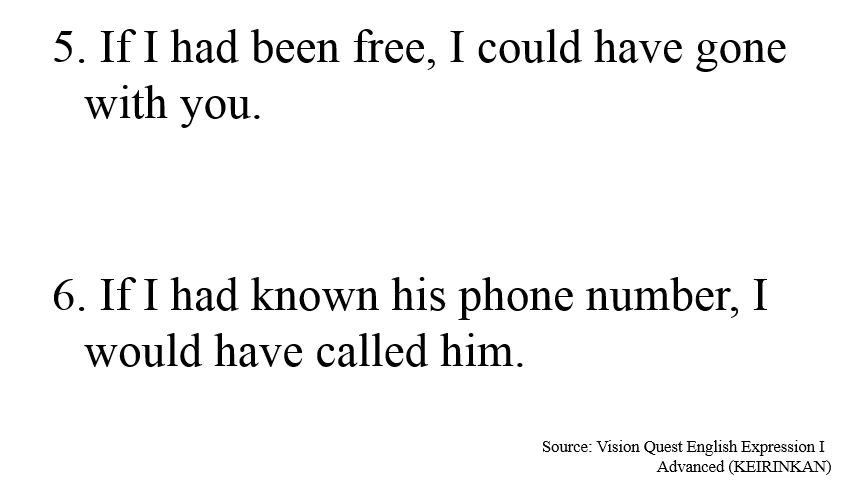 5. If I had been free, I could have gone
with you.
6. If I had known his phone number, I
would have called him.
Source: Vision Quest English Expression I
Advanced (KEIRINKAN)